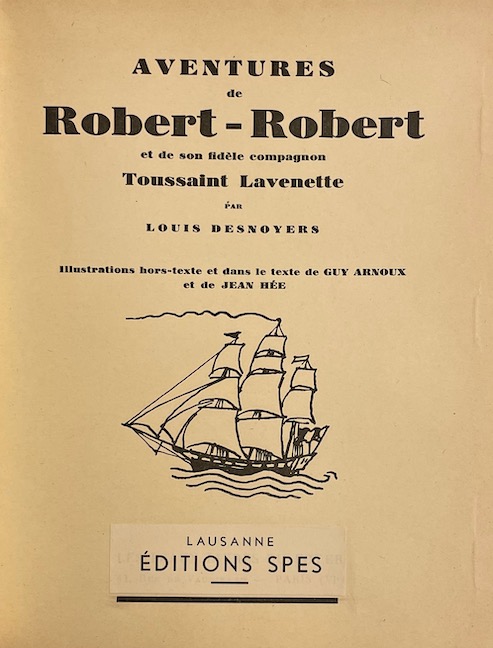 AVENTURES
de
Robert-Robert
et de son fidèle compagnon
Toussaint Lavenette
PAR
LOUIS DESNOYERS
Illustrations hors-texte et dans le texte de GUY ARNOUX
et de JEAN HÉE
LAUSANNE
ÉDITIONS SPES